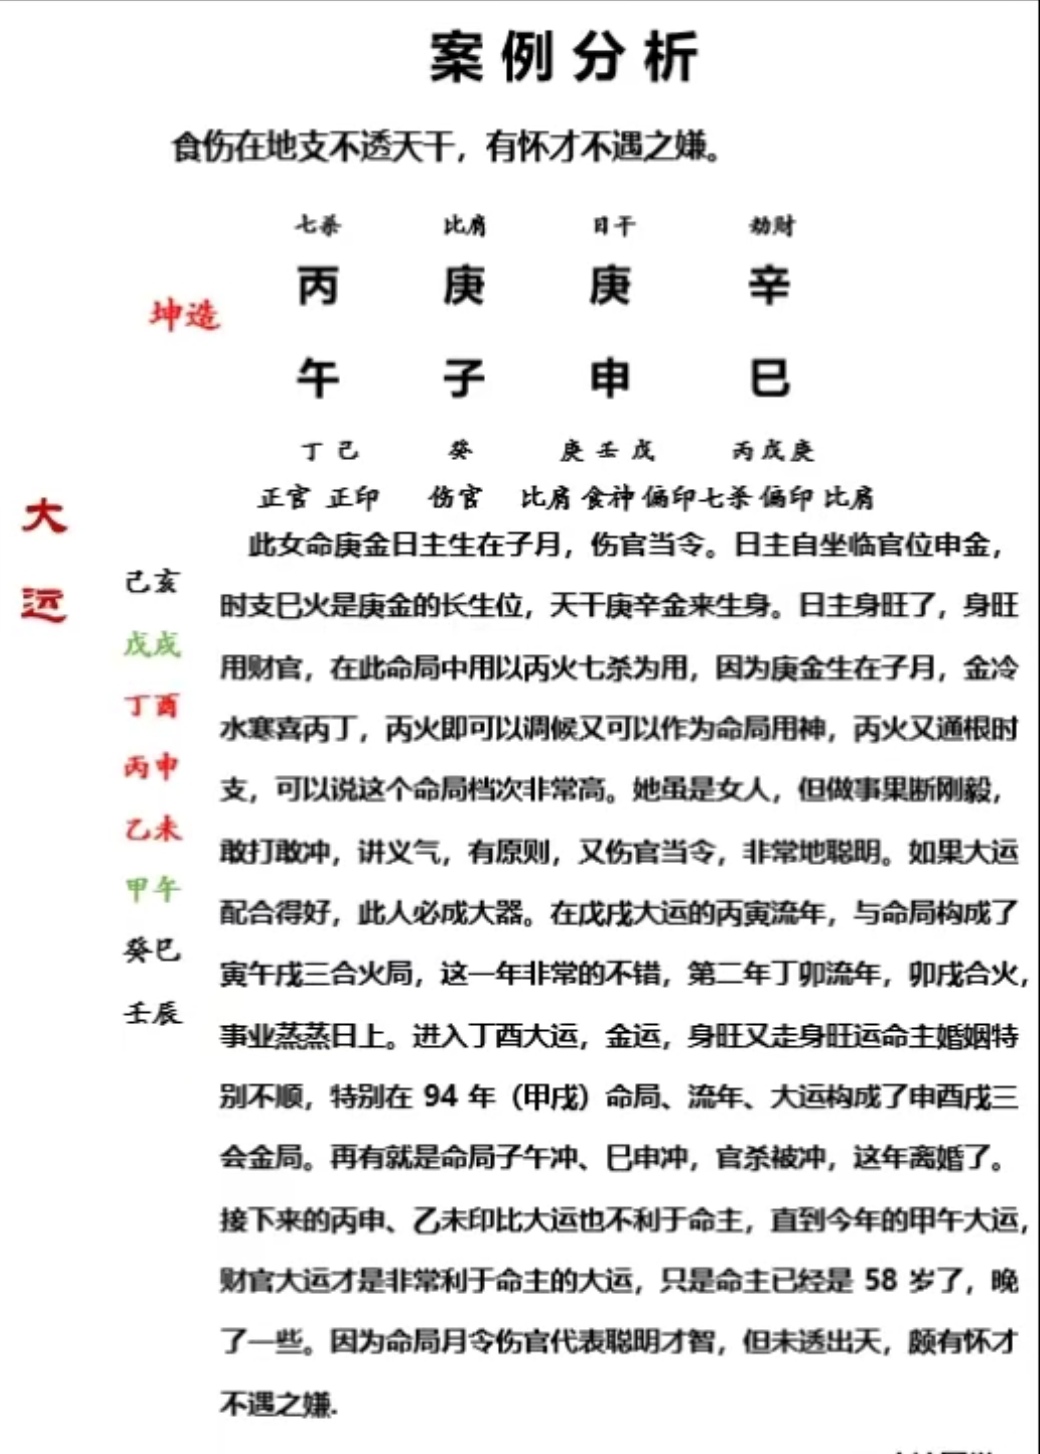 案例分析
食伤在地支不透天干，有怀才不遇之嫌。
七杀 比肩 日干 劫财
丙 庚 庚 辛
坤造
午 子 申 巳
丁己 癸 庚壬戊 丙戊庚
正官 正印 伤官 比肩 食神 偏印 七杀 偏印 比肩
大运
己亥
戊戌
丁酉
丙申
乙未
甲午
癸巳
壬辰
此女命庚金日主生在子月，伤官当令。日主自坐临官位申金，
时支巳火是庚金的长生位，天干庚辛金来生身。日主身旺了，身旺
用财官，在此命局中用以丙火七杀为用，因为庚金生在子月，金冷
水寒喜丙丁，丙火即可以调候又可以作为命局用神，丙火又通根时
支，可以说这个命局档次非常高。她虽是女人，但做事果断刚毅，
敢打敢冲，讲义气，有原则，又伤官当令，非常地聪明。如果大运
配合得好，此人必成大器。在戊戌大运的丙寅流年，与命局构成了
寅午戌三合火局，这一年非常的不错，第二年丁卯流年，卯戌合火，
事业蒸蒸日上。进入丁酉大运，金运，身旺又走身旺运命主婚姻特
别不顺，特别在 94 年（甲戌）命局、流年、大运构成了申酉戌三
会金局。再有就是命局子午冲、巳申冲，官杀被冲，这年离婚了。
接下来的丙申、乙未印比大运也不利于命主，直到今年的甲午大运，
财官大运才是非常利于命主的大运，只是命主已经是 58 岁了，晚
了一些。因为命局月令伤官代表聪明才智，但未透出天，颇有怀才
不遇之嫌.